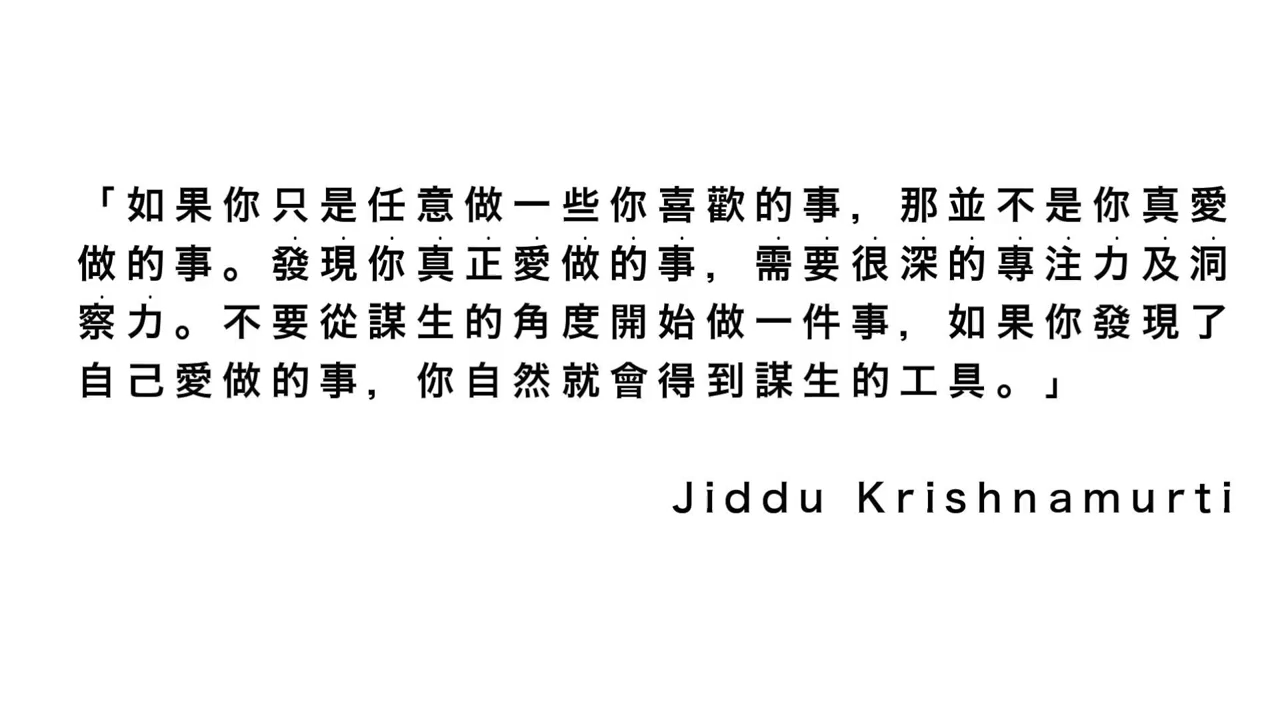 「如果你只是任意做一些你喜歡的事，那並不是你真愛
做的事。發現你真正愛做的事，需要很深的專注力及洞
察力。不要從謀生的角度開始做一件事，如果你發現了
自己愛做的事，你自然就會得到謀生的工具。」
Jiddu Krishnamurti